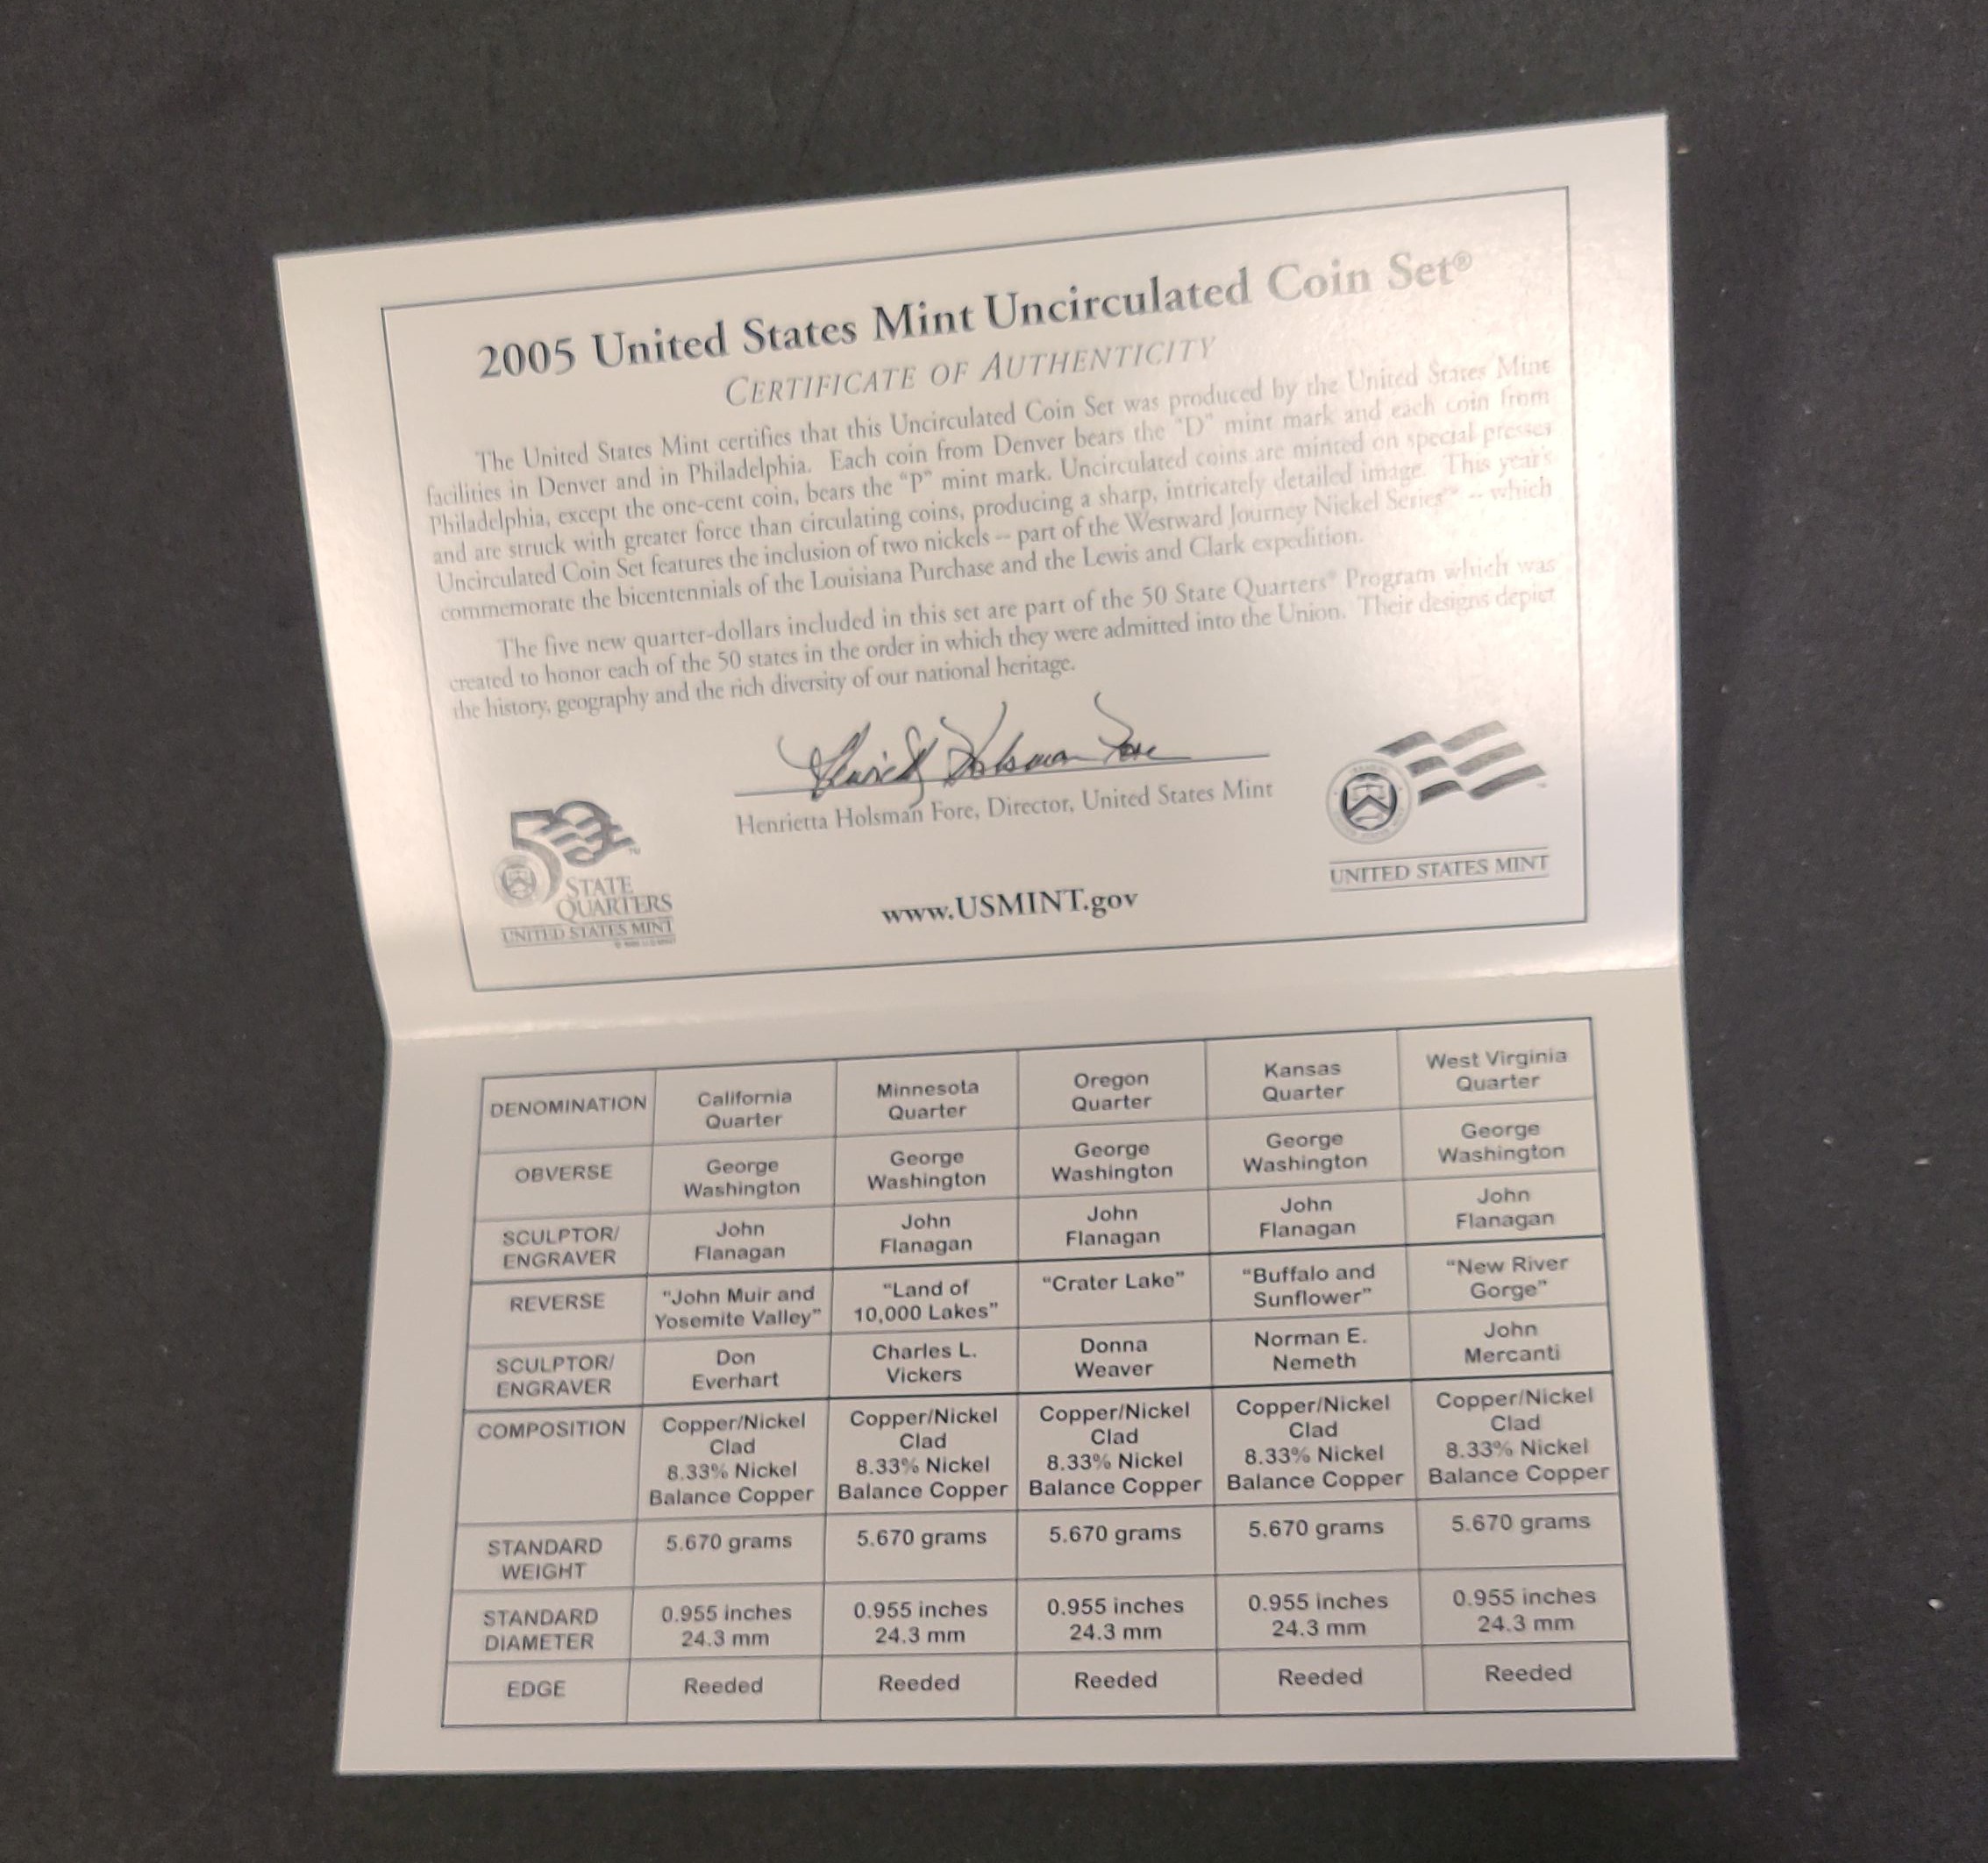 2005 United States Mint Uncirculated Coin Set®
CERTIFICATE OF AUTHENTICITY
The United States Mint certifies that this Uncirculated Coin Set was produced by the United States Mint
facilities in Denver and in Philadelphia. Each coin from Denver bears the "D" mint mark and each coin from
Philadelphia, except the one-cent coin, bears the "P" mint mark. Uncirculated coins are minted on special presses
and are struck with greater force than circulating coins, producing a sharp, intricately detailed image. This year's
Uncirculated Coin Set features the inclusion of two nickels -- part of the Westward Journey Nickel Series™ -- which
commemorate the bicentennials of the Louisiana Purchase and the Lewis and Clark expedition.
The five new quarter-dollars included in this set are part of the 50 State Quarters® Program which was
created to honor each of the 50 states in the order in which they were admitted into the Union. Their designs depict
the history, geography and the rich diversity of our national heritage.
Henrietta Holsman Fore
Henrietta Holsman Fore, Director, United States Mint
50 ™
STATE
QUARTERS
UNITED STATES MINT
www.USMINT.gov
UNITED STATES MINT
DENOMINATION California Quarter Minnesota Quarter Oregon Quarter Kansas Quarter West Virginia Quarter
OBVERSE George Washington George Washington George Washington George Washington George Washington
SCULPTOR/ ENGRAVER John Flanagan John Flanagan John Flanagan John Flanagan John Flanagan
REVERSE "John Muir and Yosemite Valley" "Land of 10,000 Lakes" "Crater Lake" "Buffalo and Sunflower" "New River Gorge"
SCULPTOR/ ENGRAVER Don Everhart Charles L. Vickers Donna Weaver Norman E. Nemeth John Mercanti
COMPOSITION Copper/Nickel Clad 8.33% Nickel Balance Copper Copper/Nickel Clad 8.33% Nickel Balance Copper Copper/Nickel Clad 8.33% Nickel Balance Copper Copper/Nickel Clad 8.33% Nickel Balance Copper Copper/Nickel Clad 8.33% Nickel Balance Copper
STANDARD WEIGHT 5.670 grams 5.670 grams 5.670 grams 5.670 grams 5.670 grams
STANDARD DIAMETER 0.955 inches 24.3 mm 0.955 inches 24.3 mm 0.955 inches 24.3 mm 0.955 inches 24.3 mm 0.955 inches 24.3 mm
EDGE Reeded Reeded Reeded Reeded Reeded